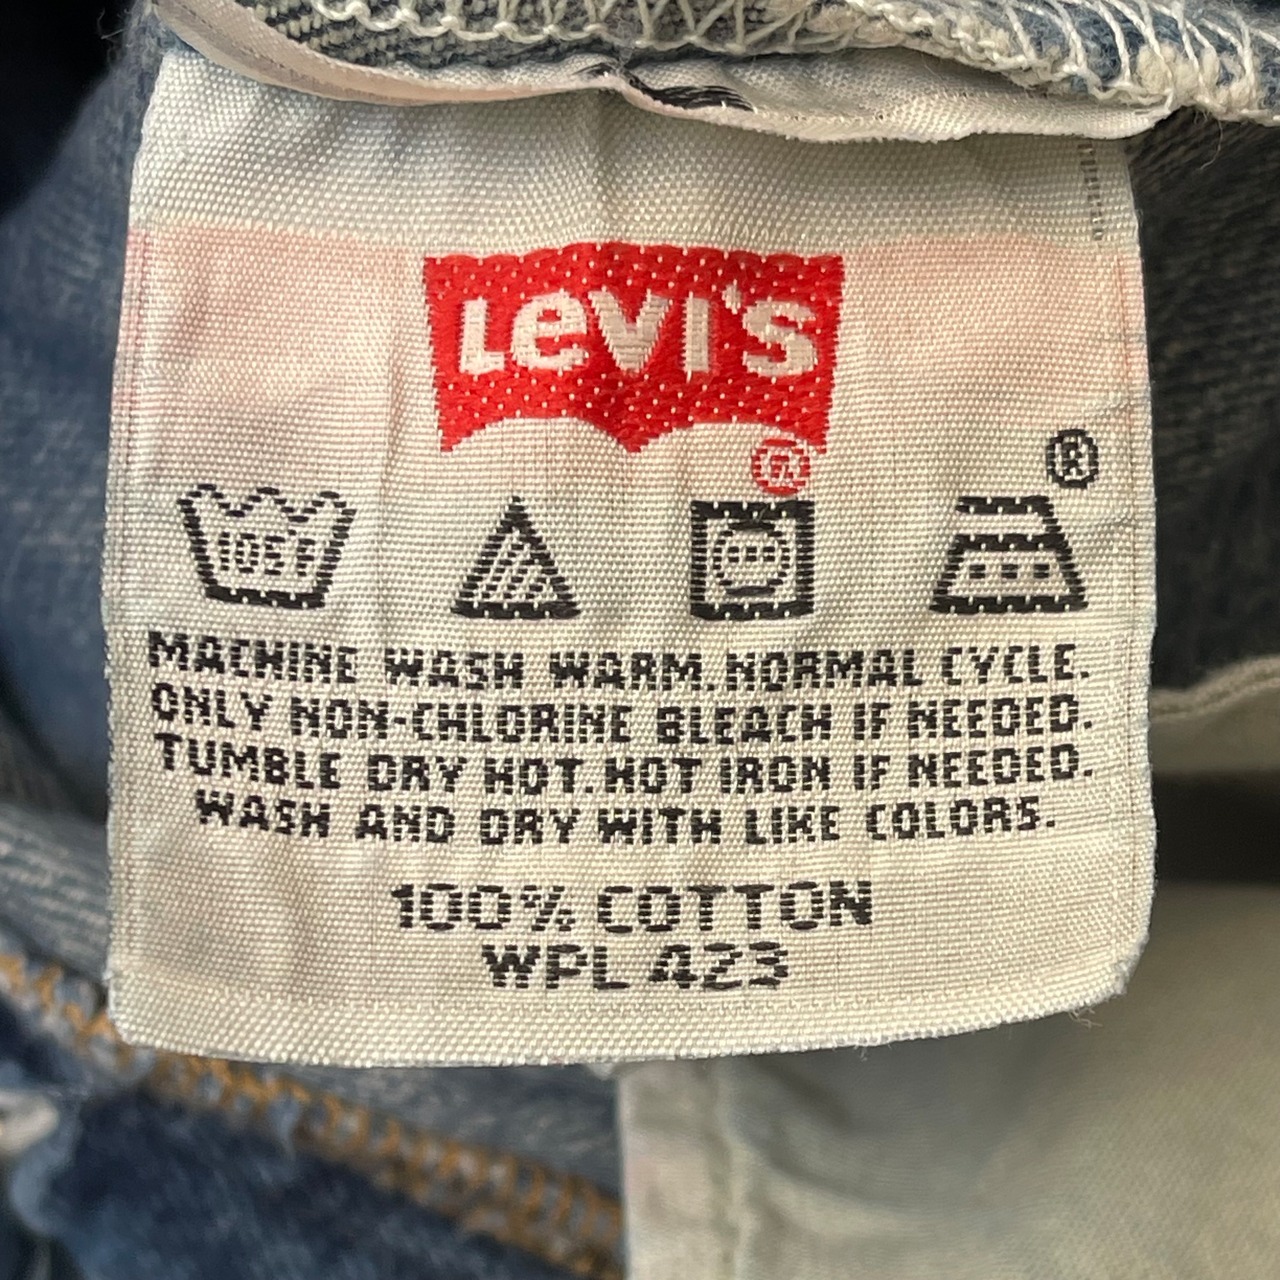 LEVI'S
®
®
105°F
MACHINE WASH WARM. NORMAL CYCLE.
ONLY NON-CHLORINE BLEACH IF NEEDED.
TUMBLE DRY HOT. HOT IRON IF NEEDED.
WASH AND DRY WITH LIKE COLORS.
100% COTTON
WPL 423